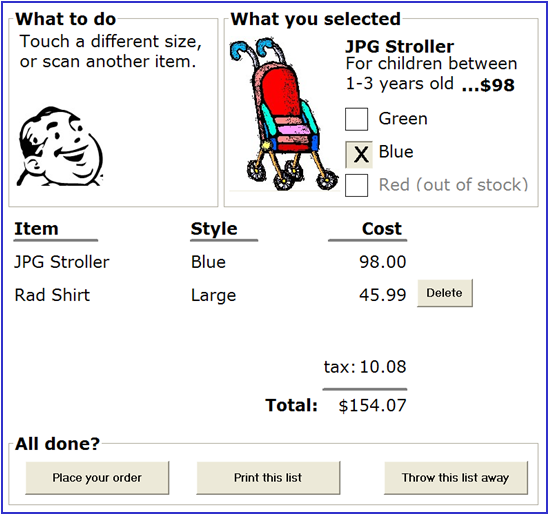 What to do
Touch a different size,
or scan another item.
What you selected
JPG Stroller
For children between
1-3 years old ...$98
Green
X Blue
Red (out of stock)
Item Style Cost
JPG Stroller Blue 98.00
Rad Shirt Large 45.99 Delete
tax: 10.08
Total: $154.07
All done?
Place your order Print this list Throw this list away